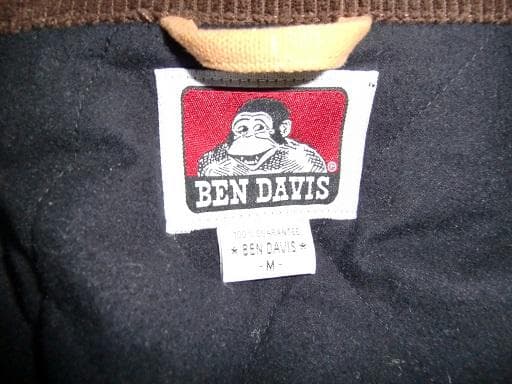 BEN DAVIS
®
100% GUARANTEE
★ BEN DAVIS ★
- M -